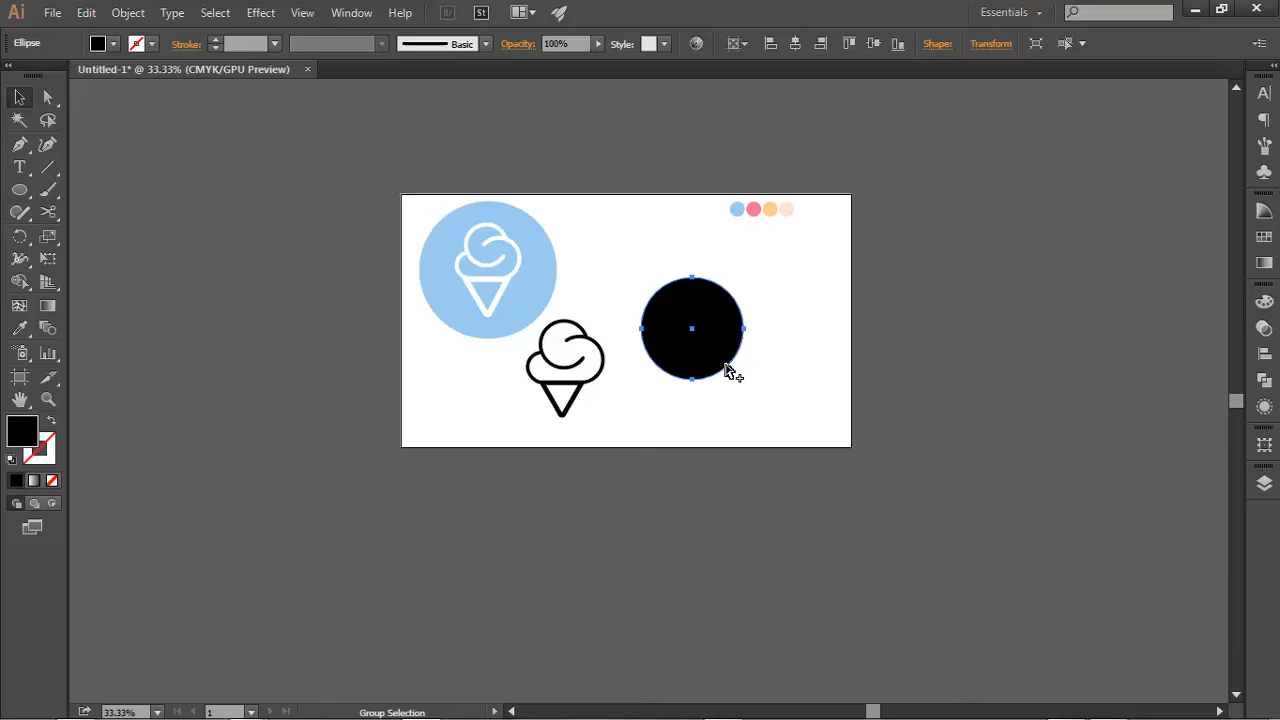 Ai File Edit Object Type Select Effect View Window Help Br St Essentials
Ellipse Stroke: Basic Opacity: 100% Style: Shape: Transform
Untitled-1* @ 33.33% (CMYK/GPU Preview) ×
33.33% 1 Group Selection